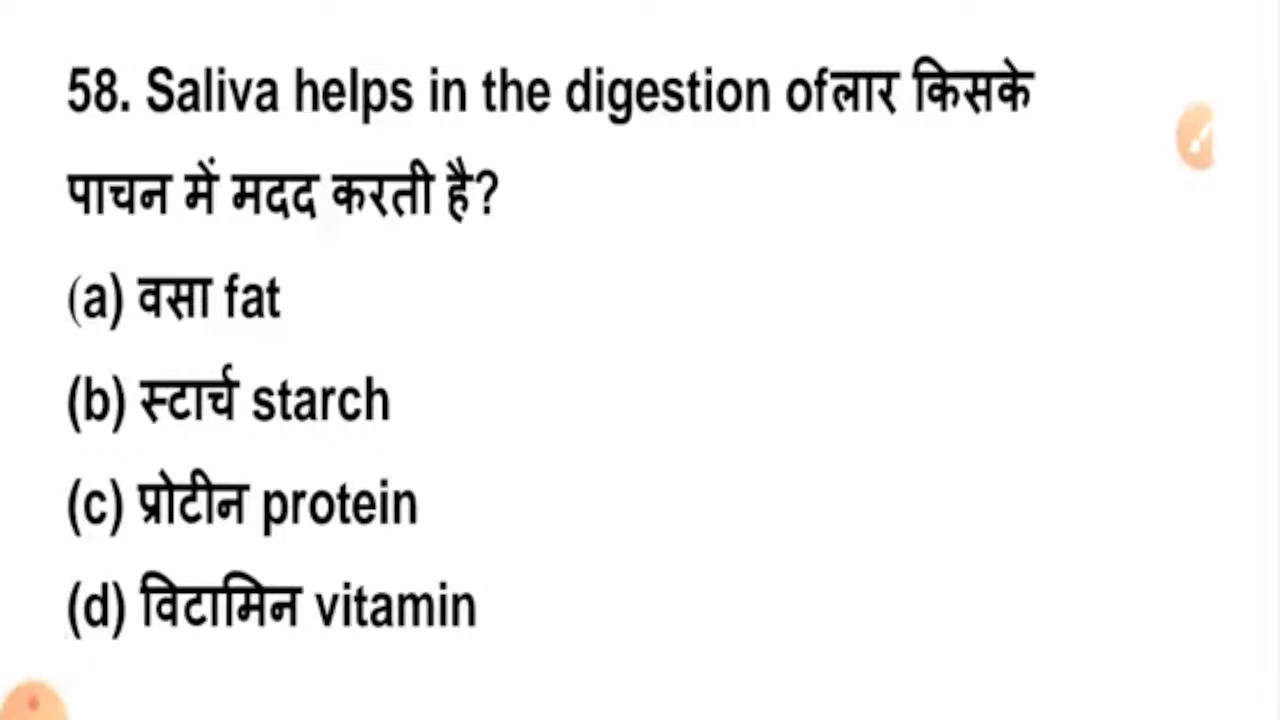 58. Saliva helps in the digestion ofलार किसके
पाचन में मदद करती है?
(a) वसा fat
(b) स्टार्च starch
(c) प्रोटीन protein
(d) विटामिन vitamin